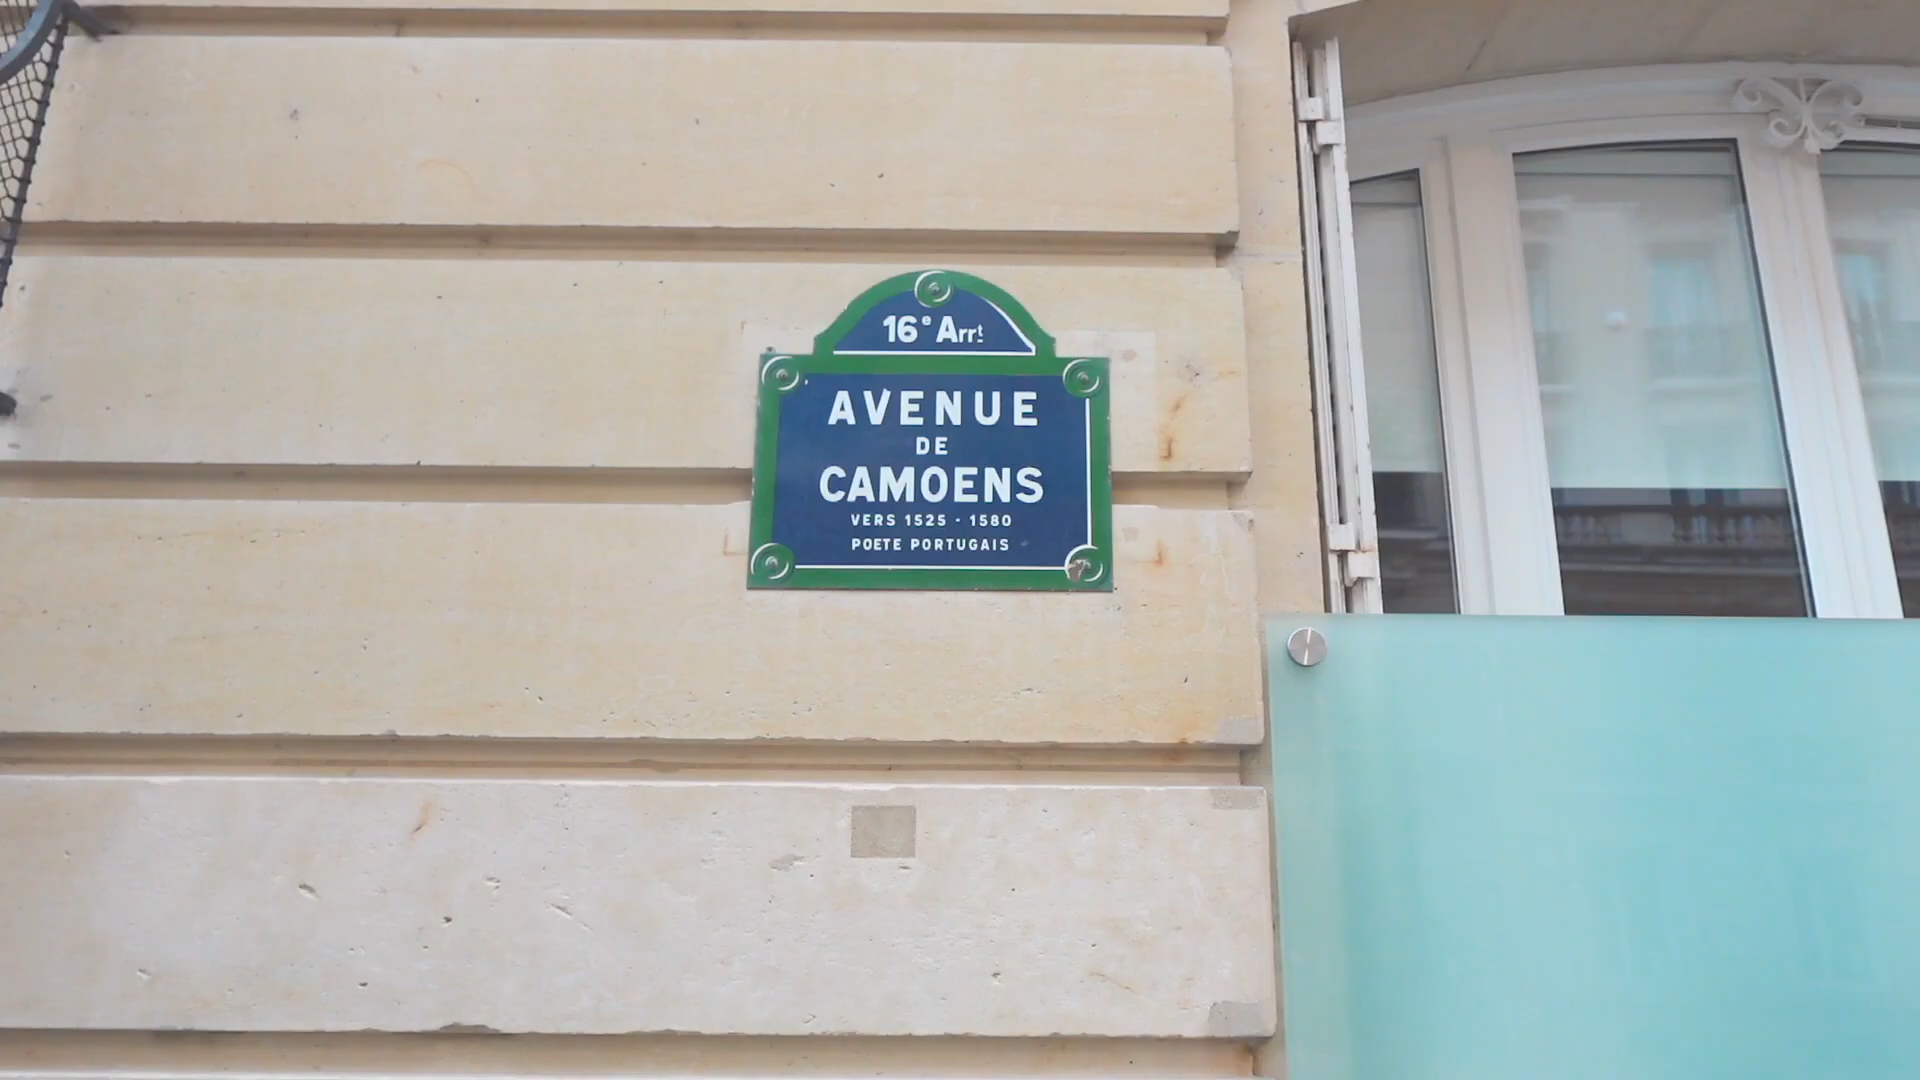 16e Arrt
AVENUE
DE
CAMOENS
VERS 1525 - 1580
POETE PORTUGAIS